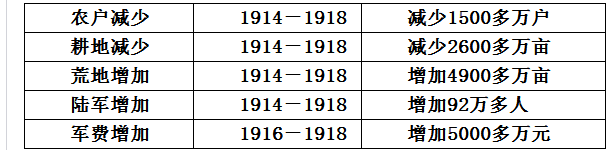 农户减少 1914－1918 减少1500多万户
耕地减少 1914－1918 减少2600多万亩
荒地增加 1914－1918 增加4900多万亩
陆军增加 1914－1918 增加92万多人
军费增加 1916－1918 增加5000多万元